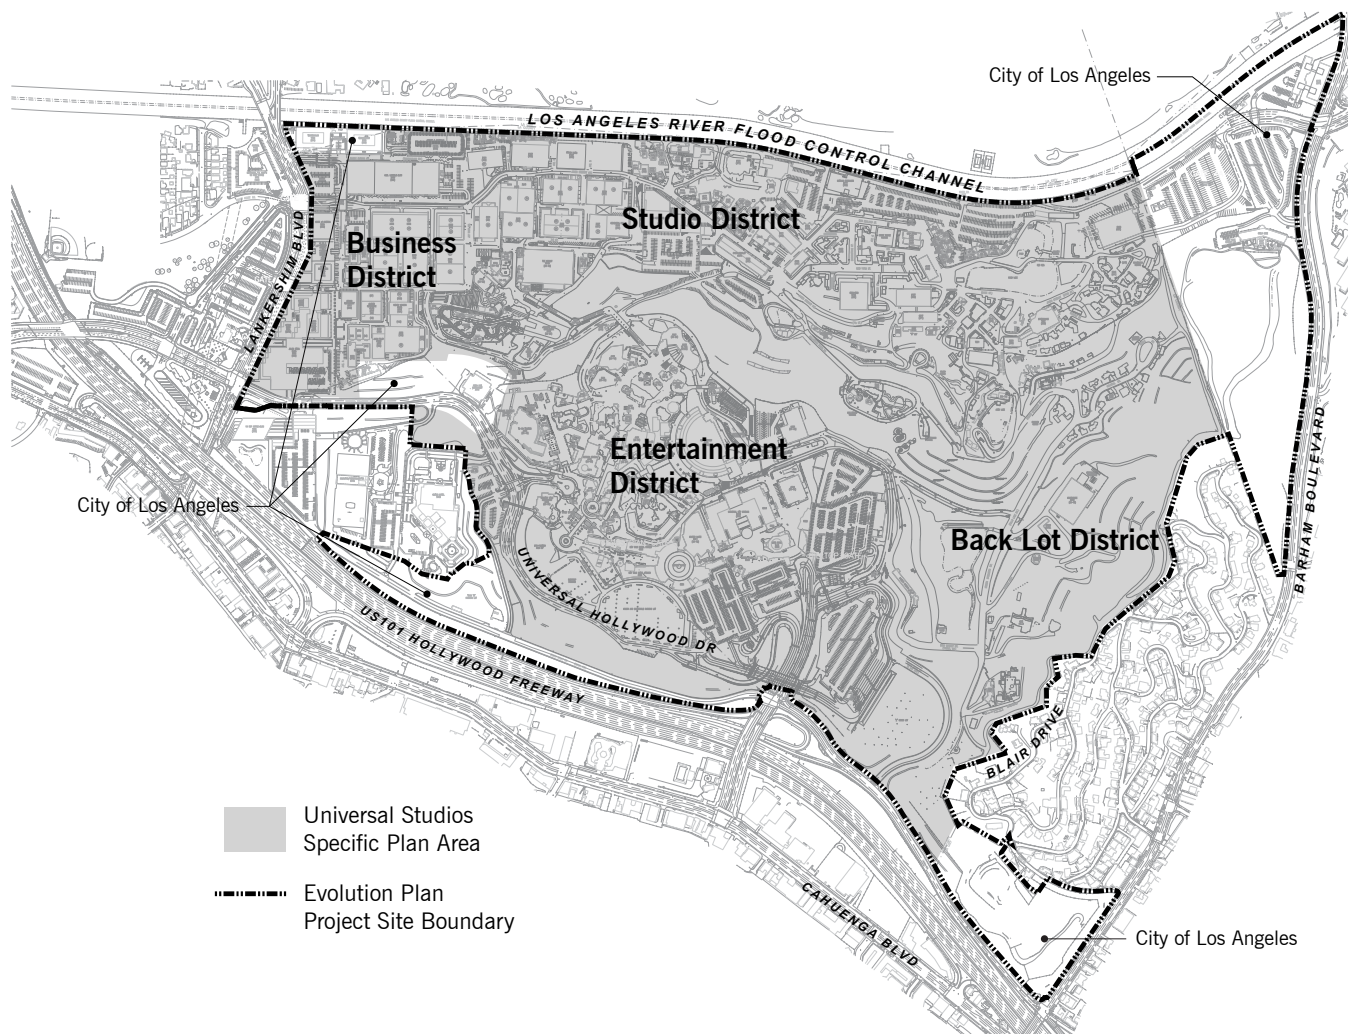 City of Los Angeles
LOS ANGELES RIVER FLOOD CONTROL CHANNEL
Studio District
Business
District
LANKERSHIM BLVD
Entertainment
District
City of Los Angeles
Back Lot District
BARHAM BOULEVARD
UNIVERSAL HOLLYWOOD DR
US101 HOLLYWOOD FREEWAY
BLAIR DRIVE
Universal Studios
Specific Plan Area
Evolution Plan
Project Site Boundary
CAHUENGA BLVD
City of Los Angeles